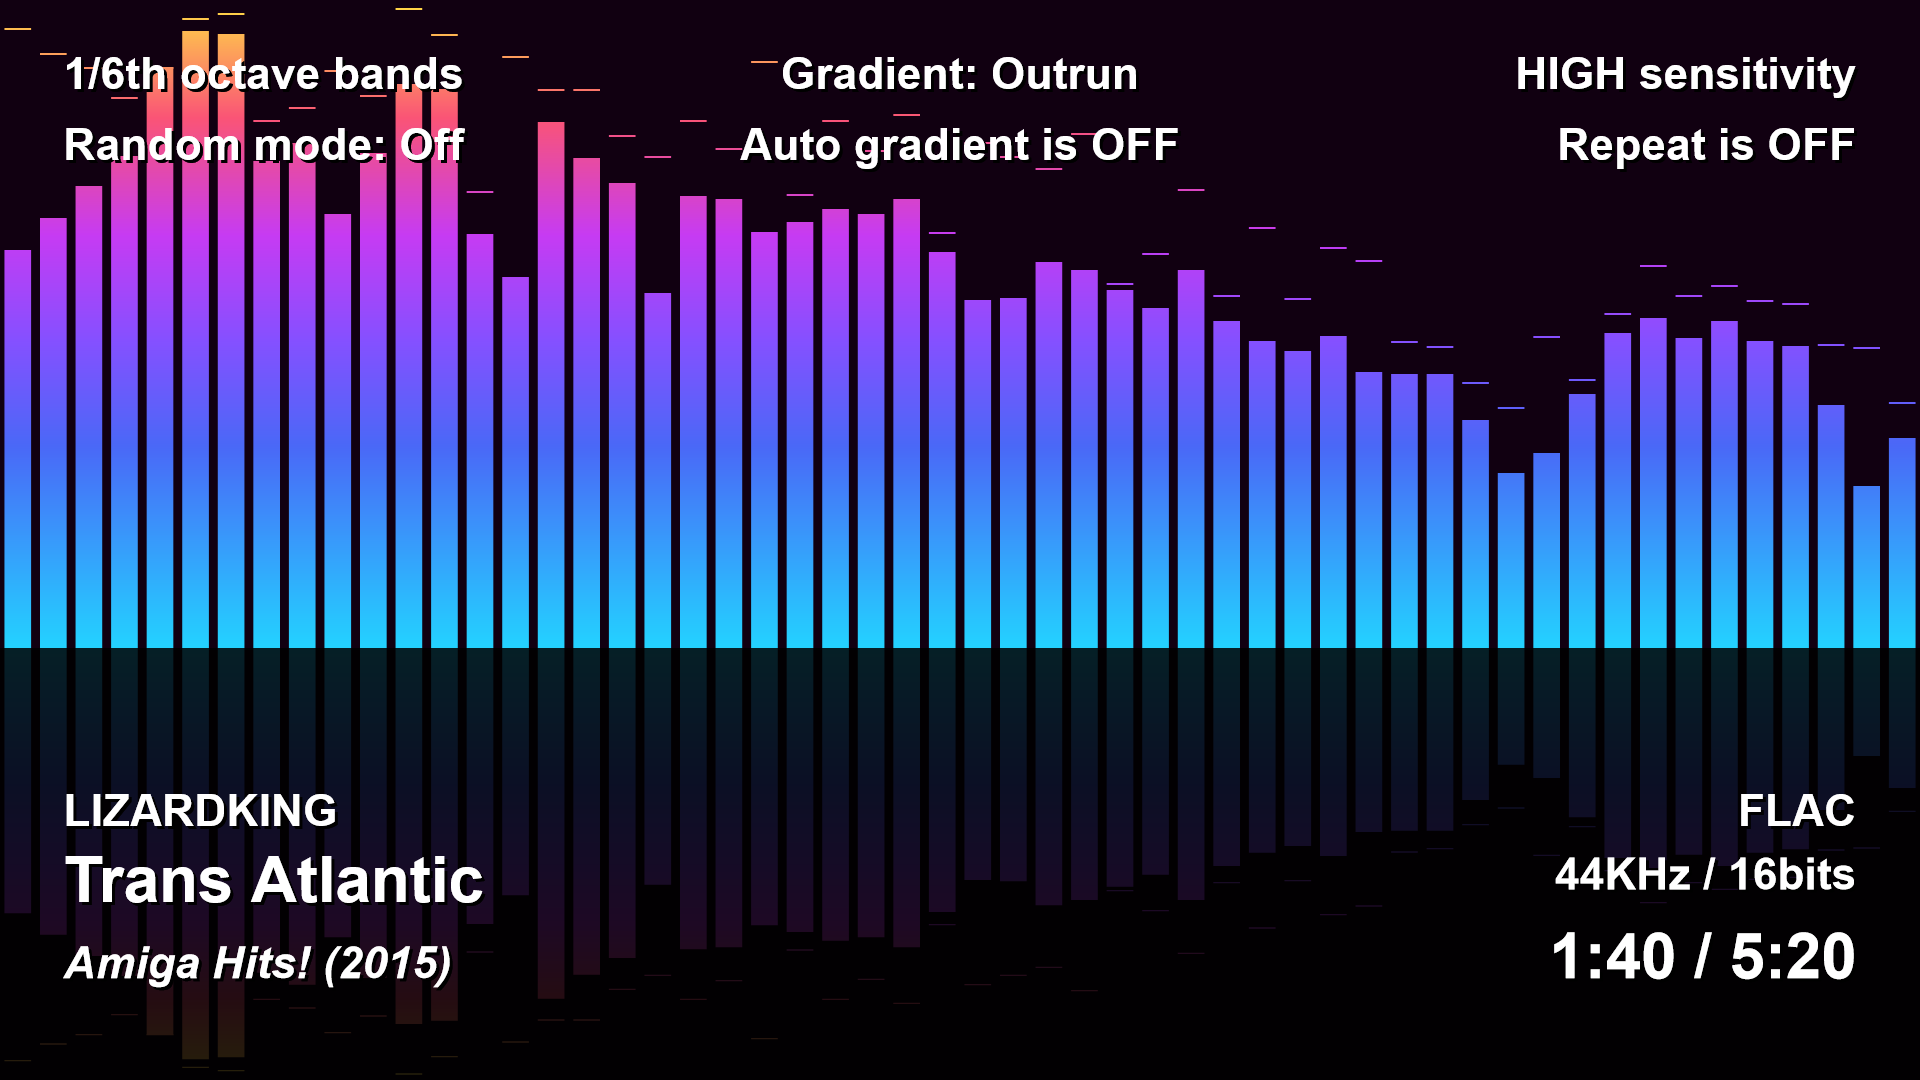 1/6th octave bands
Gradient: Outrun
HIGH sensitivity
Random mode: Off
Auto gradient is OFF
Repeat is OFF
LIZARDKING
Trans Atlantic
Amiga Hits! (2015)
FLAC
44KHz / 16bits
1:40 / 5:20